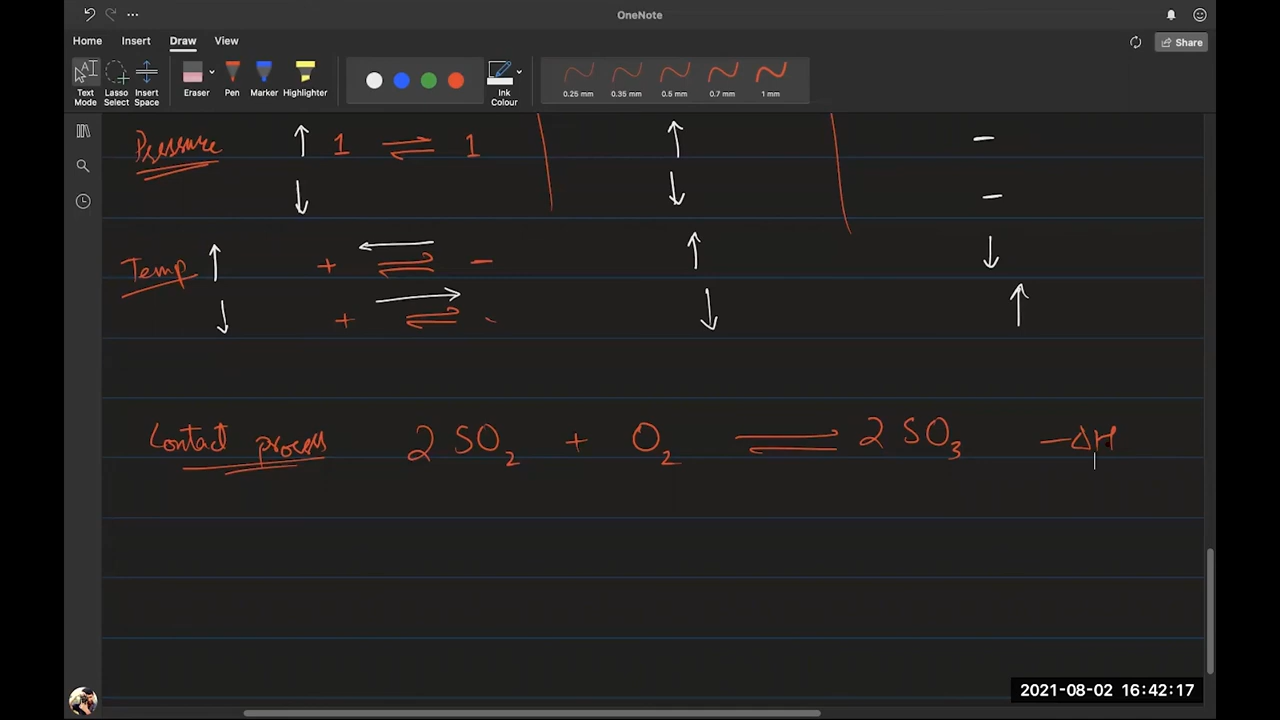 OneNote
Home Insert Draw View
Share
Text Mode Lasso Select Insert Space Eraser Pen Marker Highlighter Ink Colour 0.25 mm 0.35 mm 0.5 mm 0.7 mm 1 mm
Pressure ↑ 1 ⇌ 1 ↑ −
↓ ↓ −
Temp ↑ + ← ⇌ − ↑ ↓
↓ + → ⇌ ↓ ↑
Contact process 2 SO₂ + O₂ ⇌ 2 SO₃ −ΔH
2021-08-02 16:42:17